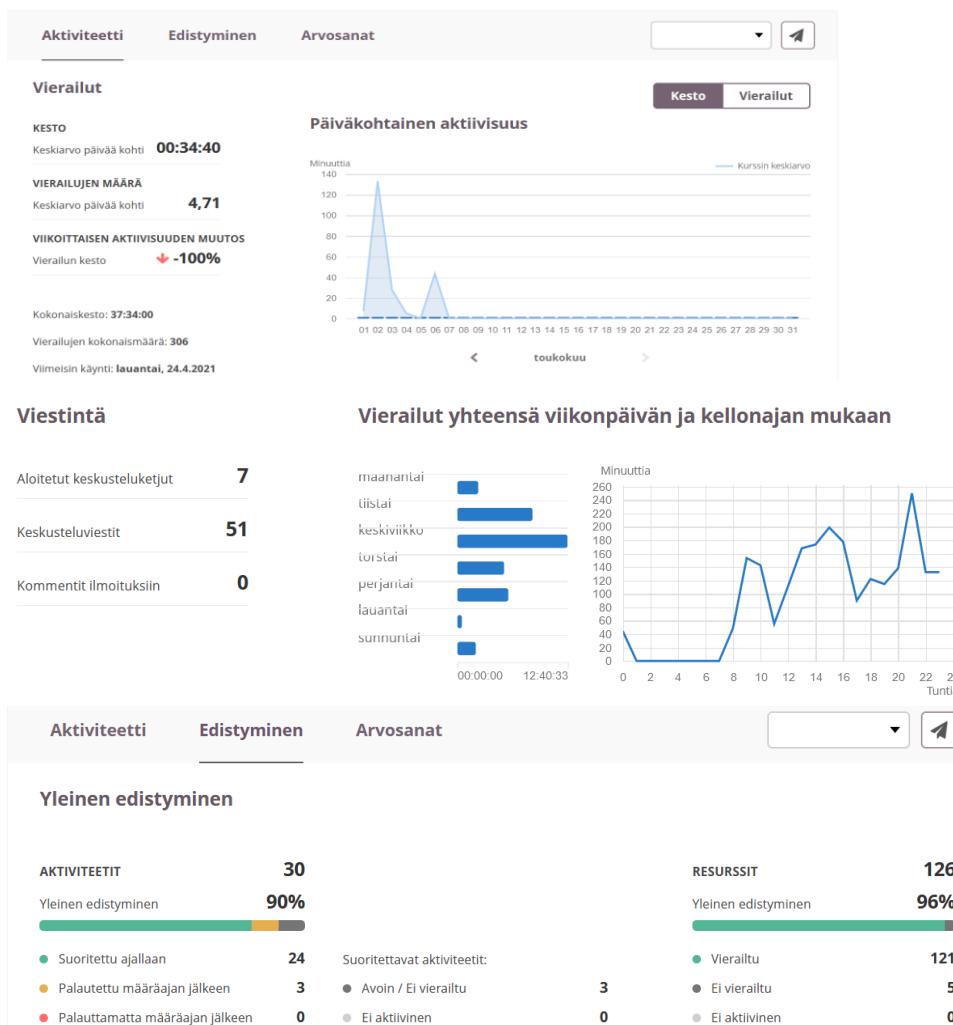 Aktiviteetti Edistyminen Arvosanat
Vierailut
Kesto Vierailut
KESTO
Keskiarvo päivää kohti 00:34:40
VIERAILUJEN MÄÄRÄ
Keskiarvo päivää kohti 4,71
VIIKOITTAISEN AKTIIVISUUDEN MUUTOS
Vierailun kesto -100%
Kokonaiskesto: 37:34:00
Vierailujen kokonaismäärä: 306
Viimeisin käynti: lauantai, 24.4.2021
Päiväkohtainen aktiivisuus
Minuuttia
Kurssin keskiarvo
140
120
100
80
60
40
20
0
01 02 03 04 05 06 07 08 09 10 11 12 13 14 15 16 17 18 19 20 21 22 23 24 25 26 27 28 29 30 31
< toukokuu >
Viestintä
Aloitetut keskusteluketjut 7
Keskusteluviestit 51
Kommentit ilmoituksiin 0
Vierailut yhteensä viikonpäivän ja kellonajan mukaan
maanantai
tiistai
keskiviikko
torstai
perjantai
lauantai
sunnuntai
00:00:00 12:40:33
Minuuttia
260
240
220
200
180
160
140
120
100
80
60
40
20
0
0 2 4 6 8 10 12 14 16 18 20 22
Aktiviteetti Edistyminen Arvosanat
Yleinen edistyminen
AKTIVITEETIT 30
Yleinen edistyminen 90%
Suoritettu ajallaan 24
Palautettu määräajan jälkeen 3
Palauttamatta määräajan jälkeen 0
Suoritettavat aktiviteetit:
Avoin / Ei vierailtu 3
Ei aktiivinen 0
RESURSSIT 126
Yleinen edistyminen 96%
Vierailtu 121
Ei vierailtu 5
Ei aktiivinen 0